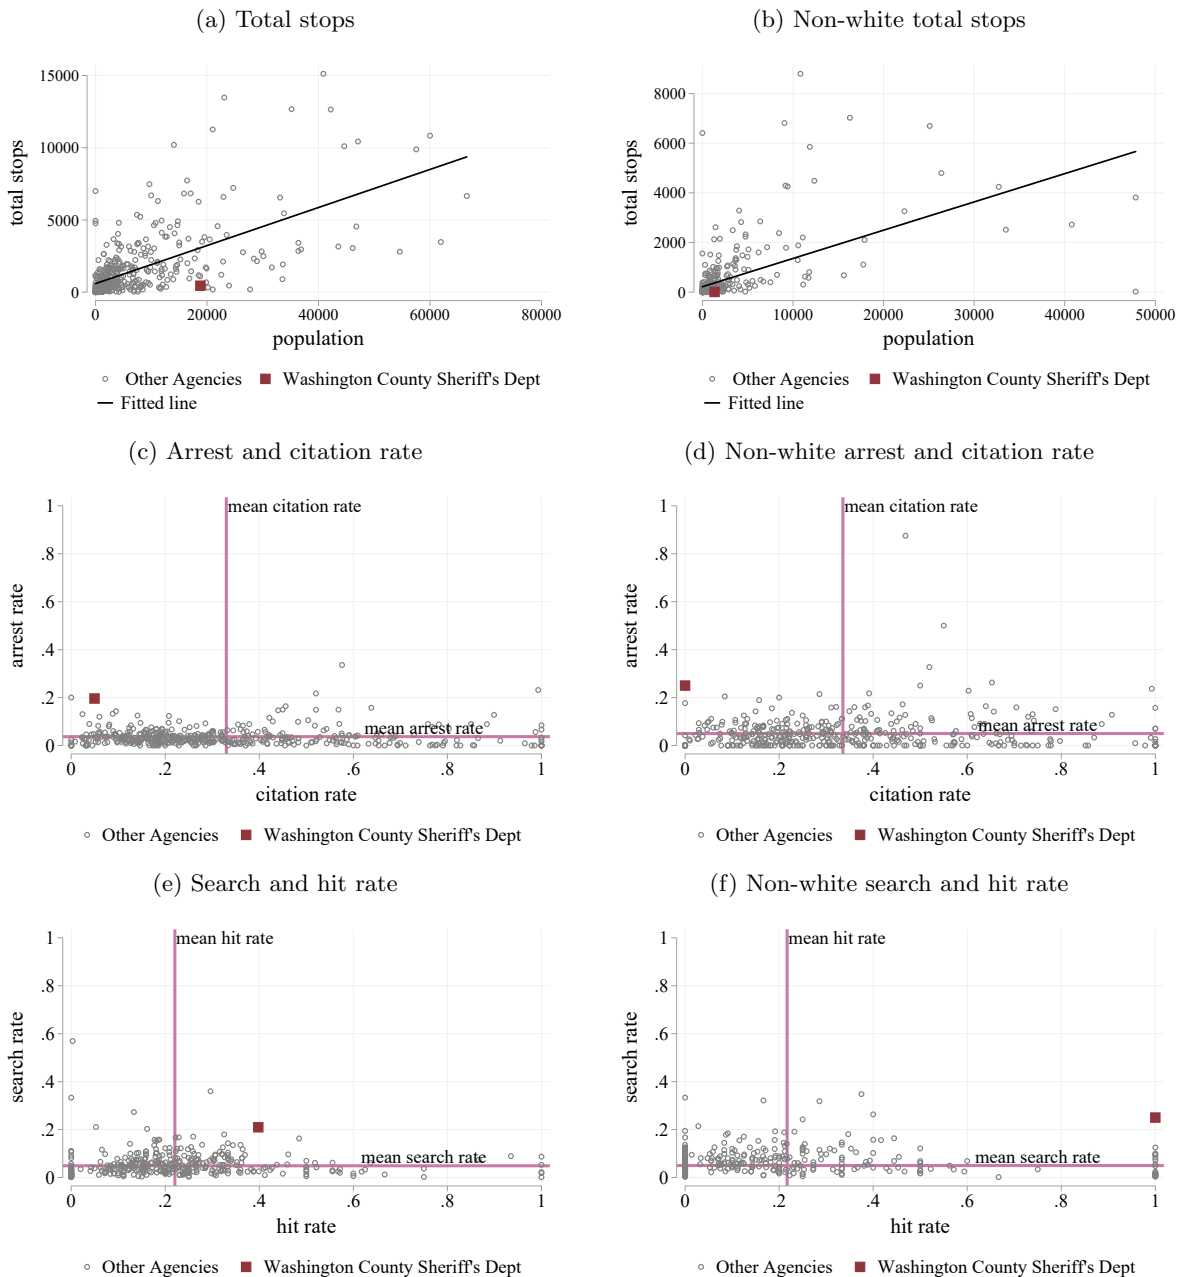 (a) Total stops
(b) Non-white total stops
15000
10000
5000
0
total stops
0 20000 40000 60000 80000
population
Other Agencies Washington County Sheriff's Dept
Fitted line
8000
6000
4000
2000
0
total stops
0 10000 20000 30000 40000 50000
population
Other Agencies Washington County Sheriff's Dept
Fitted line
(c) Arrest and citation rate
(d) Non-white arrest and citation rate
1
.8
.6
.4
.2
0
arrest rate
mean citation rate
mean arrest rate
0 .2 .4 .6 .8 1
citation rate
Other Agencies Washington County Sheriff's Dept
1
.8
.6
.4
.2
0
arrest rate
mean citation rate
mean arrest rate
0 .2 .4 .6 .8 1
citation rate
Other Agencies Washington County Sheriff's Dept
(e) Search and hit rate
(f) Non-white search and hit rate
1
.8
.6
.4
.2
0
search rate
mean hit rate
mean search rate
0 .2 .4 .6 .8 1
hit rate
Other Agencies Washington County Sheriff's Dept
1
.8
.6
.4
.2
0
search rate
mean hit rate
mean search rate
0 .2 .4 .6 .8 1
hit rate
Other Agencies Washington County Sheriff's Dept